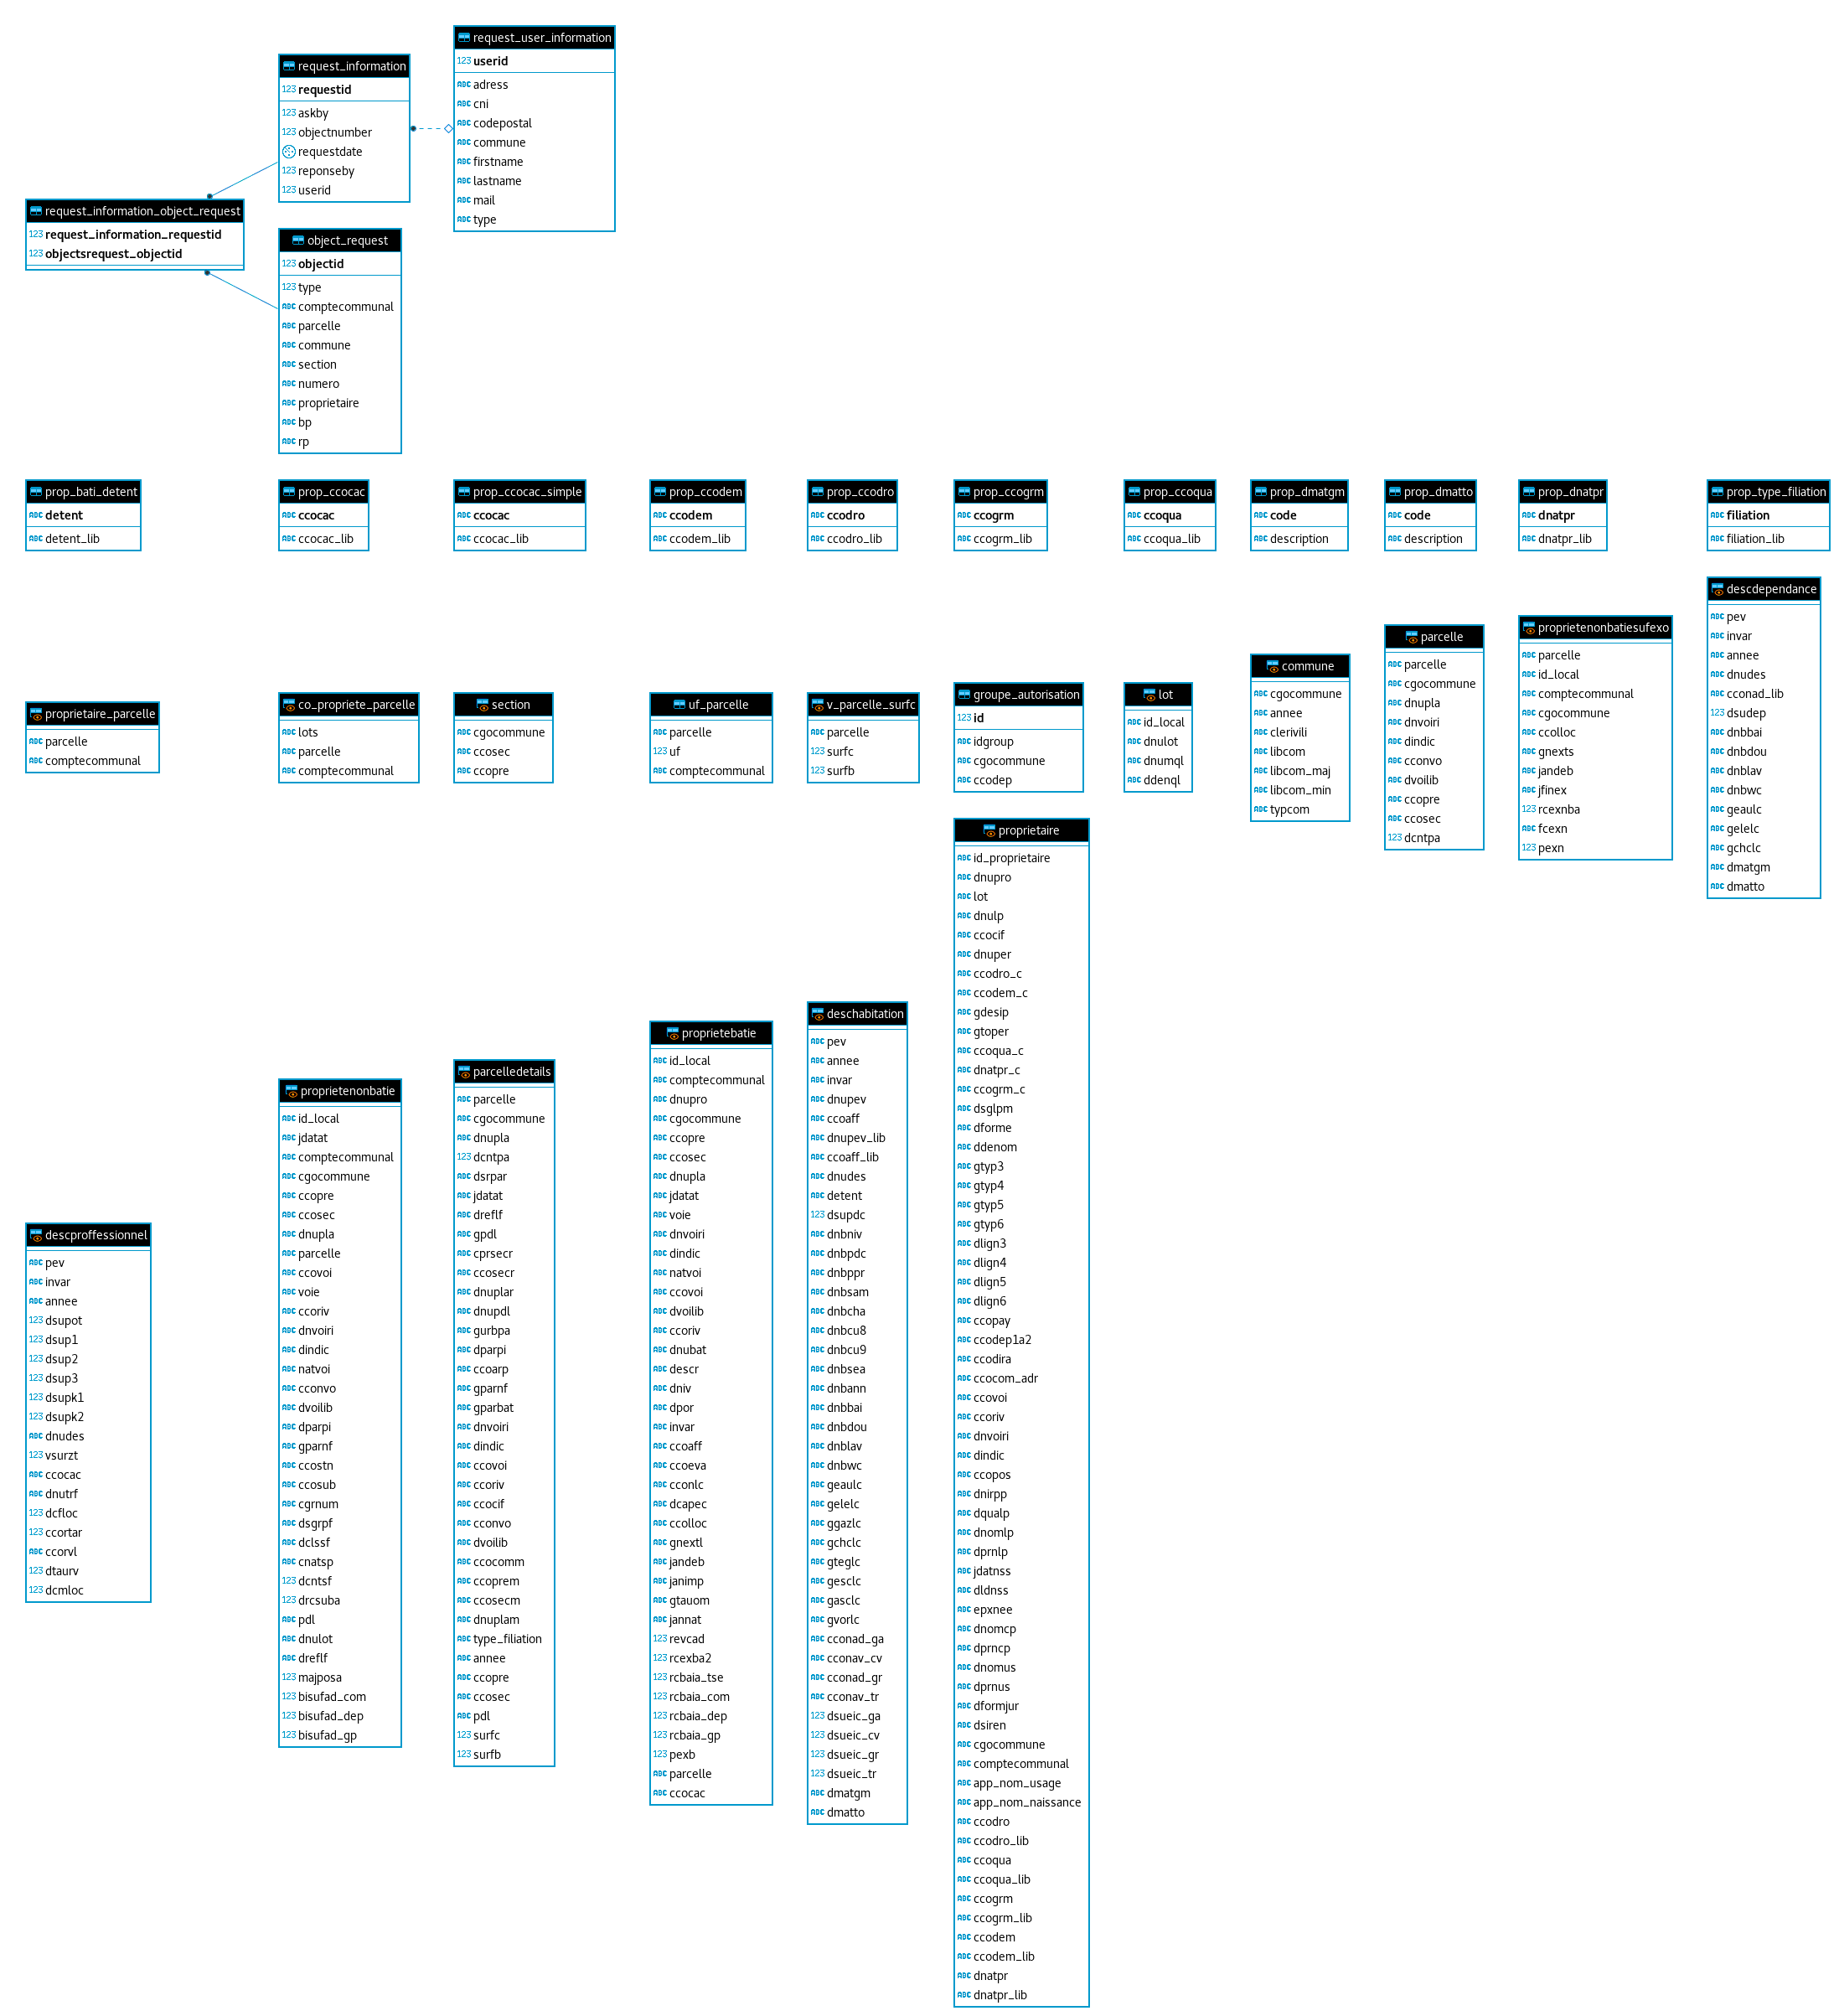 request_user_information
123 userid
ABC adress
ABC cni
ABC codepostal
ABC commune
ABC firstname
ABC lastname
ABC mail
ABC type
request_information
123 requestid
123 askby
123 objectnumber
requestdate
123 reponseby
123 userid
request_information_object_request
123 request_information_requestid
123 objectsrequest_objectid
object_request
123 objectid
123 type
ABC comptecommunal
ABC parcelle
ABC commune
ABC section
ABC numero
ABC proprietaire
ABC bp
ABC rp
prop_bati_detent
ABC detent
ABC detent_lib
prop_ccocac
ABC ccocac
ABC ccocac_lib
prop_ccocac_simple
ABC ccocac
ABC ccocac_lib
prop_ccodem
ABC ccodem
ABC ccodem_lib
prop_ccodro
ABC ccodro
ABC ccodro_lib
prop_ccogrm
ABC ccogrm
ABC ccogrm_lib
prop_ccoqua
ABC ccoqua
ABC ccoqua_lib
prop_dmatgm
ABC code
ABC description
prop_dmatto
ABC code
ABC description
prop_dnatpr
ABC dnatpr
ABC dnatpr_lib
prop_type_filiation
ABC filiation
ABC filiation_lib
proprietaire_parcelle
ABC parcelle
ABC comptecommunal
co_propriete_parcelle
ABC lots
ABC parcelle
ABC comptecommunal
section
ABC cgocommune
ABC ccosec
ABC ccopre
uf_parcelle
ABC parcelle
123 uf
ABC comptecommunal
v_parcelle_surfc
ABC parcelle
123 surfc
123 surfb
groupe_autorisation
123 id
ABC idgroup
ABC cgocommune
ABC ccodep
lot
ABC id_local
ABC dnulot
ABC dnumql
ABC ddenql
commune
ABC cgocommune
ABC annee
ABC clerivili
ABC libcom
ABC libcom_maj
ABC libcom_min
ABC typcom
parcelle
ABC parcelle
ABC cgocommune
ABC dnupla
ABC dnvoiri
ABC dindic
ABC cconvo
ABC dvoilib
ABC ccopre
ABC ccosec
123 dcntpa
proprietenonbatiesufexo
ABC parcelle
ABC id_local
ABC comptecommunal
ABC cgocommune
ABC ccolloc
ABC gnexts
ABC jandeb
ABC jfinex
123 rcexnba
ABC fcexn
123 pexn
descdependance
ABC pev
ABC invar
ABC annee
ABC dnudes
ABC cconad_lib
123 dsudep
ABC dnbbai
ABC dnbdou
ABC dnblav
ABC dnbwc
ABC geaulc
ABC gelelc
ABC gchclc
ABC dmatgm
ABC dmatto
descproffessionnel
ABC pev
ABC invar
ABC annee
123 dsupot
123 dsup1
123 dsup2
123 dsup3
123 dsupk1
123 dsupk2
ABC dnudes
123 vsurzt
ABC ccocac
ABC dnutrf
123 dcfloc
123 ccortar
ABC ccorvl
123 dtaurv
123 dcmloc
proprietenonbatie
ABC id_local
ABC jdatat
ABC comptecommunal
ABC cgocommune
ABC ccopre
ABC ccosec
ABC dnupla
ABC parcelle
ABC ccovoi
ABC voie
ABC ccoriv
ABC dnvoiri
ABC dindic
ABC natvoi
ABC cconvo
ABC dvoilib
ABC dparpi
ABC gparnf
ABC ccostn
ABC ccosub
ABC cgrnum
ABC dsgrpf
ABC dclssf
ABC cnatsp
123 dcntsf
123 drcsuba
ABC pdl
ABC dnulot
ABC dreflf
123 majposa
123 bisufad_com
123 bisufad_dep
123 bisufad_gp
parcelledetails
ABC parcelle
ABC cgocommune
ABC dnupla
123 dcntpa
ABC dsrpar
ABC jdatat
ABC dreflf
ABC gpdl
ABC cprsecr
ABC ccosecr
ABC dnuplar
ABC dnupdl
ABC gurbpa
ABC dparpi
ABC ccoarp
ABC gparnf
ABC gparbat
ABC dnvoiri
ABC dindic
ABC ccovoi
ABC ccoriv
ABC ccocif
ABC cconvo
ABC dvoilib
ABC ccocomm
ABC ccoprem
ABC ccosecm
ABC dnuplam
ABC type_filiation
ABC annee
ABC ccopre
ABC ccosec
ABC pdl
123 surfc
123 surfb
proprietebatie
ABC id_local
ABC comptecommunal
ABC dnupro
ABC cgocommune
ABC ccopre
ABC ccosec
ABC dnupla
ABC jdatat
ABC voie
ABC dnvoiri
ABC dindic
ABC natvoi
ABC ccovoi
ABC dvoilib
ABC ccoriv
ABC dnubat
ABC descr
ABC dniv
ABC dpor
ABC invar
ABC ccoaff
ABC ccoeva
ABC cconlc
ABC dcapec
ABC ccolloc
ABC gnextl
ABC jandeb
ABC janimp
ABC gtauom
ABC jannat
123 revcad
123 rcexba2
123 rcbaia_tse
123 rcbaia_com
123 rcbaia_dep
123 rcbaia_gp
123 pexb
ABC parcelle
ABC ccocac
deschabitation
ABC pev
ABC annee
ABC invar
ABC dnupev
ABC ccoaff
ABC dnupev_lib
ABC ccoaff_lib
ABC dnudes
ABC detent
123 dsupdc
ABC dnbniv
ABC dnbpdc
ABC dnbppr
ABC dnbsam
ABC dnbcha
ABC dnbcu8
ABC dnbcu9
ABC dnbsea
ABC dnbann
ABC dnbbai
ABC dnbdou
ABC dnblav
ABC dnbwc
ABC geaulc
ABC gelelc
ABC ggazlc
ABC gchclc
ABC gteglc
ABC gesclc
ABC gasclc
ABC gvorlc
ABC cconad_ga
ABC cconav_cv
ABC cconad_gr
ABC cconav_tr
123 dsueic_ga
123 dsueic_cv
123 dsueic_gr
123 dsueic_tr
ABC dmatgm
ABC dmatto
proprietaire
ABC id_proprietaire
ABC dnupro
ABC lot
ABC dnulp
ABC ccocif
ABC dnuper
ABC ccodro_c
ABC ccodem_c
ABC gdesip
ABC gtoper
ABC ccoqua_c
ABC dnatpr_c
ABC ccogrm_c
ABC dsglpm
ABC dforme
ABC ddenom
ABC gtyp3
ABC gtyp4
ABC gtyp5
ABC gtyp6
ABC dlign3
ABC dlign4
ABC dlign5
ABC dlign6
ABC ccopay
ABC ccodep1a2
ABC ccodira
ABC ccocom_adr
ABC ccovoi
ABC ccoriv
ABC dnvoiri
ABC dindic
ABC ccopos
ABC dnirpp
ABC dqualp
ABC dnomlp
ABC dprnlp
ABC jdatnss
ABC dldnss
ABC epxnee
ABC dnomcp
ABC dprncp
ABC dnomus
ABC dprnus
ABC dformjur
ABC dsiren
ABC cgocommune
ABC comptecommunal
ABC app_nom_usage
ABC app_nom_naissance
ABC ccodro
ABC ccodro_lib
ABC ccoqua
ABC ccoqua_lib
ABC ccogrm
ABC ccogrm_lib
ABC ccodem
ABC ccodem_lib
ABC dnatpr
ABC dnatpr_lib